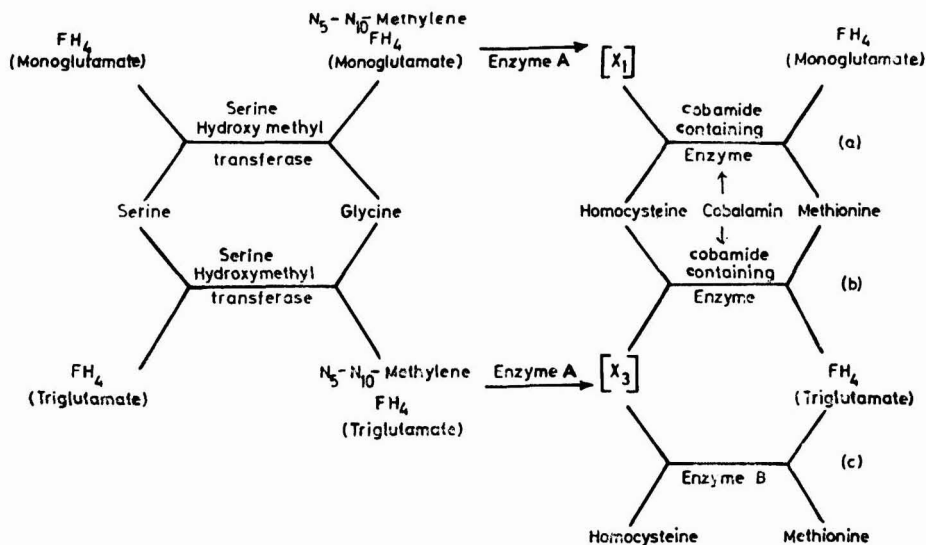 FH4
(Monoglutamate)
N5-N10-Methylene
FH4
(Monoglutamate)
Enzyme A
[X1]
FH4
(Monoglutamate)
Serine
Hydroxy methyl
transferase
cobamide
containing
Enzyme
(a)
Serine
Glycine
Homocysteine
↑
Cobalamin
↓
Methionine
Serine
Hydroxymethyl
transferase
cobamide
containing
Enzyme
(b)
FH4
(Triglutamate)
N5-N10-Methylene
FH4
(Triglutamate)
Enzyme A
[X3]
FH4
(Triglutamate)
Enzyme B
(c)
Homocysteine
Methionine